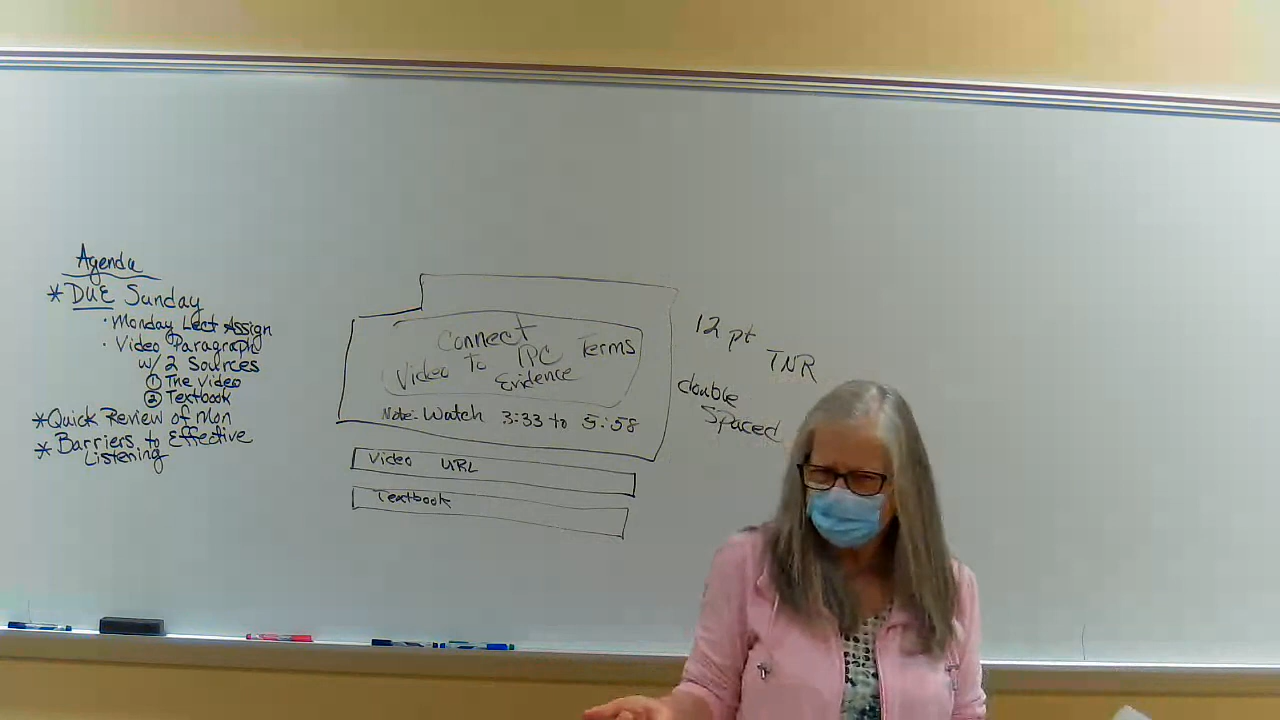 Agenda
* DUE Sunday
· Monday Lect Assign
· Video Paragraph
w/ 2 Sources
① The Video
② Textbook
* Quick Review of Mon
* Barriers to Effective
Listening
Connect
Video To IPC Terms
Evidence
Note: Watch 3:33 to 5:58
Video URL
Textbook
12 pt
TNR
double
Spaced